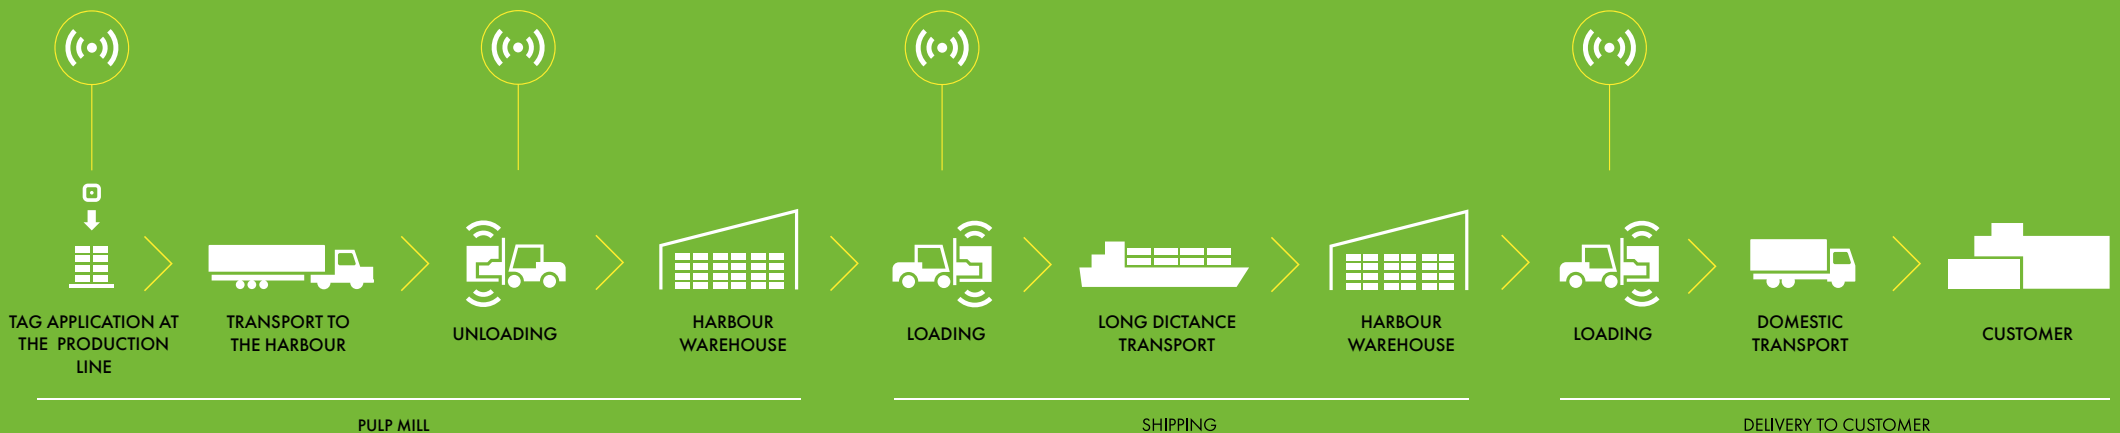 TAG APPLICATION AT
THE PRODUCTION
LINE
TRANSPORT TO
THE HARBOUR
UNLOADING
HARBOUR
WAREHOUSE
LOADING
LONG DICTANCE
TRANSPORT
HARBOUR
WAREHOUSE
LOADING
DOMESTIC
TRANSPORT
CUSTOMER
PULP MILL
SHIPPING
DELIVERY TO CUSTOMER